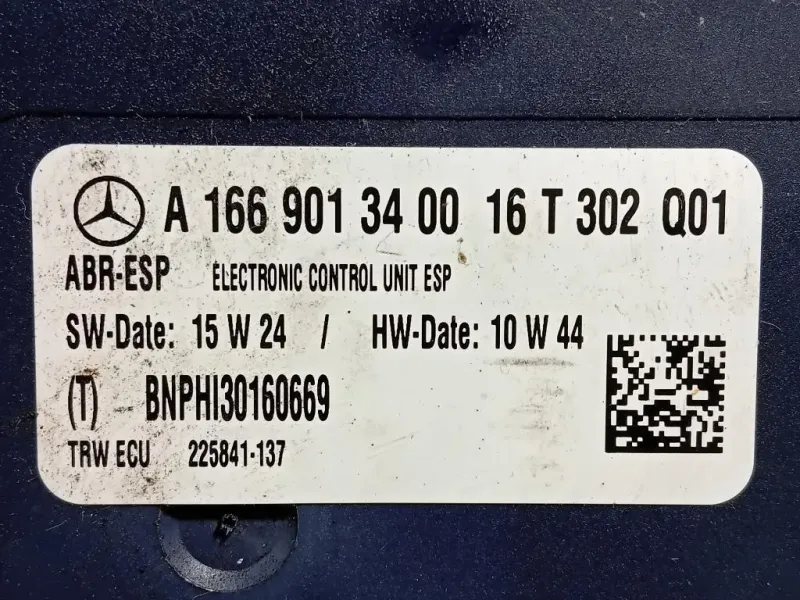 A 166 901 34 00 16 T 302 Q01
ABR-ESP ELECTRONIC CONTROL UNIT ESP
SW-Date: 15 W 24 / HW-Date: 10 W 44
(T) BNPHI30160669
TRW ECU 225841-137